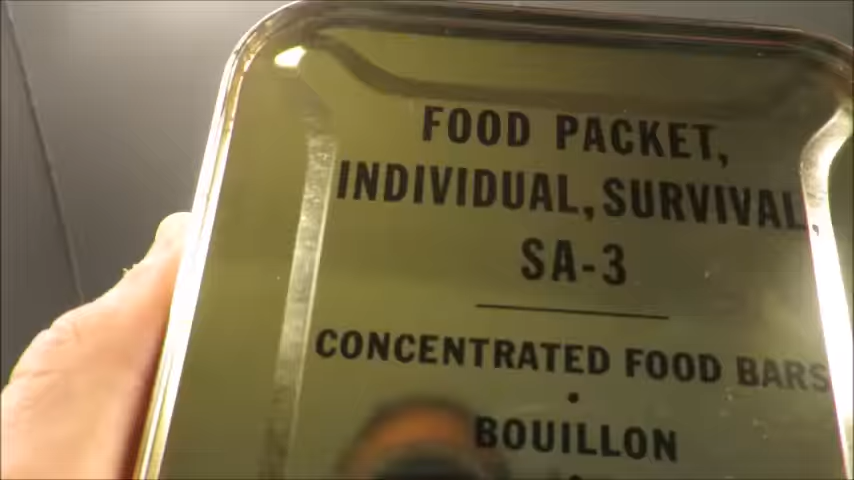 FOOD PACKET,
INDIVIDUAL, SURVIVAL
SA-3
CONCENTRATED FOOD BARS
•
BOUILLON